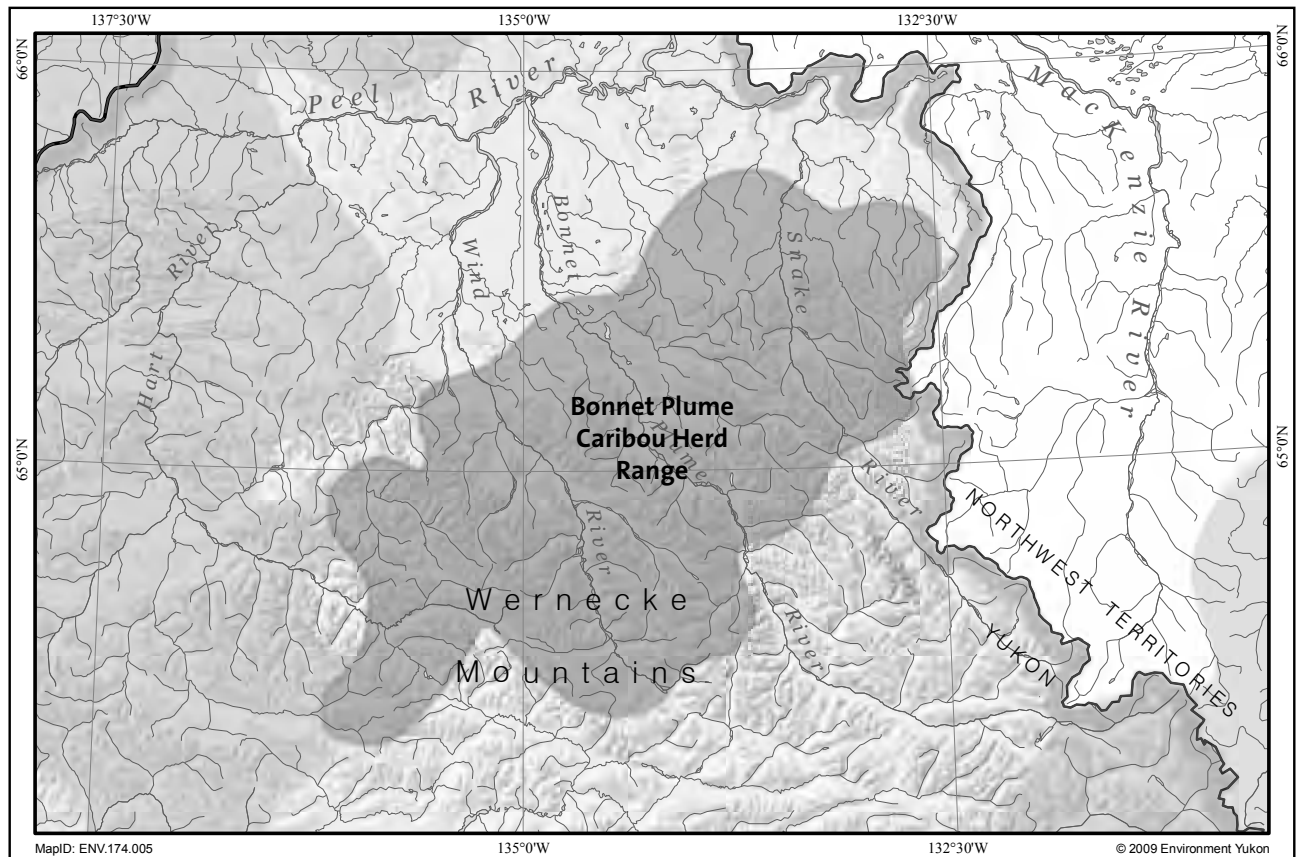 137°30'W 135°0'W 132°30'W
66°0'N
66°0'N
Peel River
MacKenzie River
Hart River
Wind River
Bonnet Plume River
Snake River
Bonnet Plume
Caribou Herd
Range
65°0'N
65°0'N
Wernecke
Mountains
NORTHWEST TERRITORIES
YUKON
135°0'W 132°30'W
MapID: ENV.174.005 © 2009 Environment Yukon